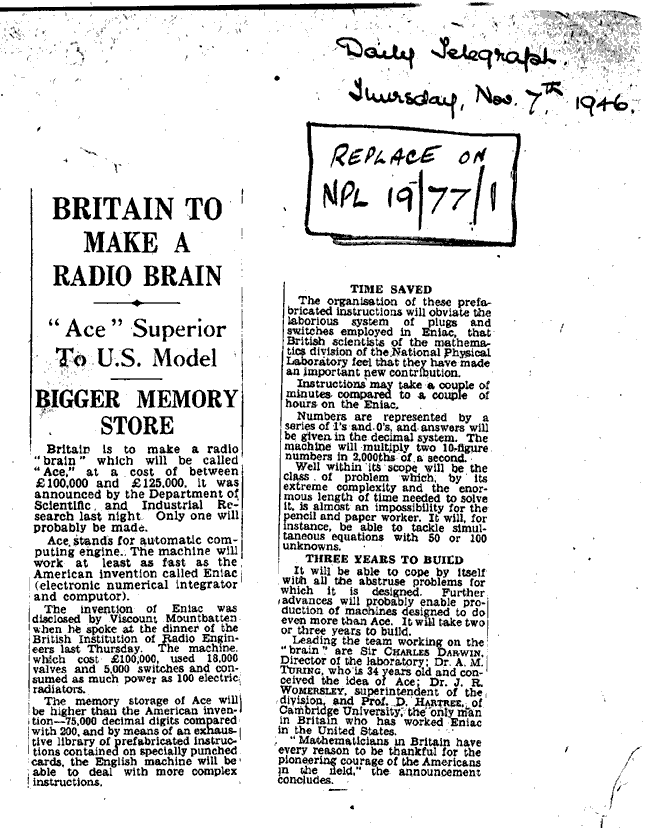 Daily Telegraph.
Thursday, Nov. 7TH 1946.
REPLACE ON
NPL 19/77/1
BRITAIN TO
MAKE A
RADIO BRAIN
"Ace" Superior
To U.S. Model
BIGGER MEMORY
STORE
Britain is to make a radio
"brain" which will be called
"Ace," at a cost of between
£100,000 and £125,000, it was
announced by the Department of
Scientific and Industrial Re-
search last night. Only one will
probably be made.
Ace stands for automatic com-
puting engine. The machine will
work at least as fast as the
American invention called Eniac
(electronic numerical integrator
and computor).
The invention of Eniac was
disclosed by Viscount Mountbatten
when he spoke at the dinner of the
British Institution of Radio Engin-
eers last Thursday. The machine,
which cost £100,000, used 18,000
valves and 5,000 switches and con-
sumed as much power as 100 electric
radiators.
The memory storage of Ace will
be higher than the American inven-
tion—75,000 decimal digits compared
with 200, and by means of an exhaus-
tive library of prefabricated instruc-
tions contained on specially punched
cards, the English machine will be
able to deal with more complex
instructions.
TIME SAVED
The organisation of these prefa-
bricated instructions will obviate the
laborious system of plugs and
switches employed in Eniac, that
British scientists of the mathema-
tics division of the National Physical
Laboratory feel that they have made
an important new contribution.
Instructions may take a couple of
minutes compared to a couple of
hours on the Eniac.
Numbers are represented by a
series of 1's and 0's, and answers will
be given in the decimal system. The
machine will multiply two 10-figure
numbers in 2,000ths of a second.
Well within its scope will be the
class of problem which, by its
extreme complexity and the enor-
mous length of time needed to solve
it, is almost an impossibility for the
pencil and paper worker. It will, for
instance, be able to tackle simul-
taneous equations with 50 or 100
unknowns.
THREE YEARS TO BUILD
It will be able to cope by itself
with all the abstruse problems for
which it is designed. Further
advances will probably enable pro-
duction of machines designed to do
even more than Ace. It will take two
or three years to build.
Leading the team working on the
"brain" are Sir CHARLES DARWIN,
Director of the laboratory; Dr. A. M.
TURING, who is 34 years old and con-
ceived the idea of Ace; Dr. J. R.
WOMERSLEY, superintendent of the
division, and Prof. D. HARTREE, of
Cambridge University, the only man
in Britain who has worked Eniac
in the United States.
"Mathematicians in Britain have
every reason to be thankful for the
pioneering courage of the Americans
in the field," the announcement
concludes.